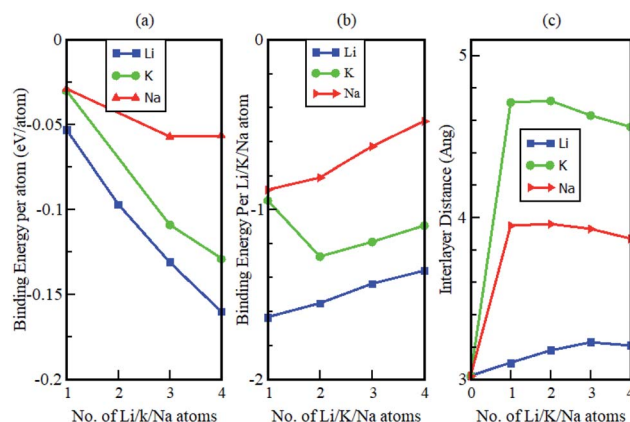 (a)
(b)
(c)
0
-0.05
-0.1
-0.15
-0.2
Binding Energy per atom (eV/atom)
Li
K
Na
1
2
3
4
No. of Li/k/Na atoms
0
-1
-2
Binding Energy Per Li/K/Na atom
Li
K
Na
1
2
3
4
No. of Li/K/Na atoms
5
4
3
Interlayer Distance (Ang)
Li
K
Na
0
1
2
3
4
No. of Li/K/Na atoms